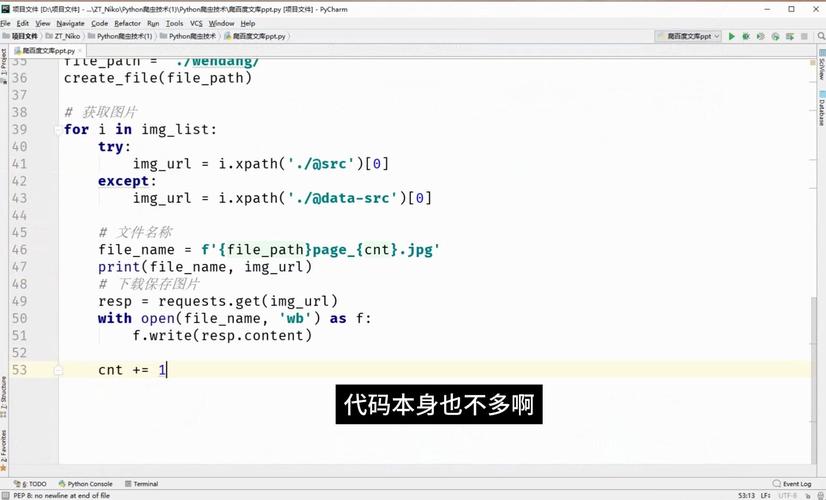 项目文件 [D:\项目文件] - ...\ZT_Niko\Python爬虫技术(1)\Python爬虫技术\爬百度文库ppt.py [项目文件] - PyCharm
File Edit View Navigate Code Refactor Run Tools VCS Window Help
项目文件 ZT_Niko Python爬虫技术(1) Python爬虫技术 爬百度文库ppt.py 爬百度文库ppt
爬百度文库ppt.py
1: Project
SciView
Database
35 file_path = './wendang/'
36 create_file(file_path)
37
38 # 获取图片
39 for i in img_list:
40 try:
41 img_url = i.xpath('./@src')[0]
42 except:
43 img_url = i.xpath('./@data-src')[0]
44
45 # 文件名称
46 file_name = f'{file_path}page_{cnt}.jpg'
47 print(file_name, img_url)
48 # 下载保存图片
49 resp = requests.get(img_url)
50 with open(file_name, 'wb') as f:
51 f.write(resp.content)
52
53 cnt += 1
代码本身也不多啊
7: Structure
2: Favorites
6: TODO Python Console Terminal Event Log
PEP 8: no newline at end of file 53:13 LF: UTF-8